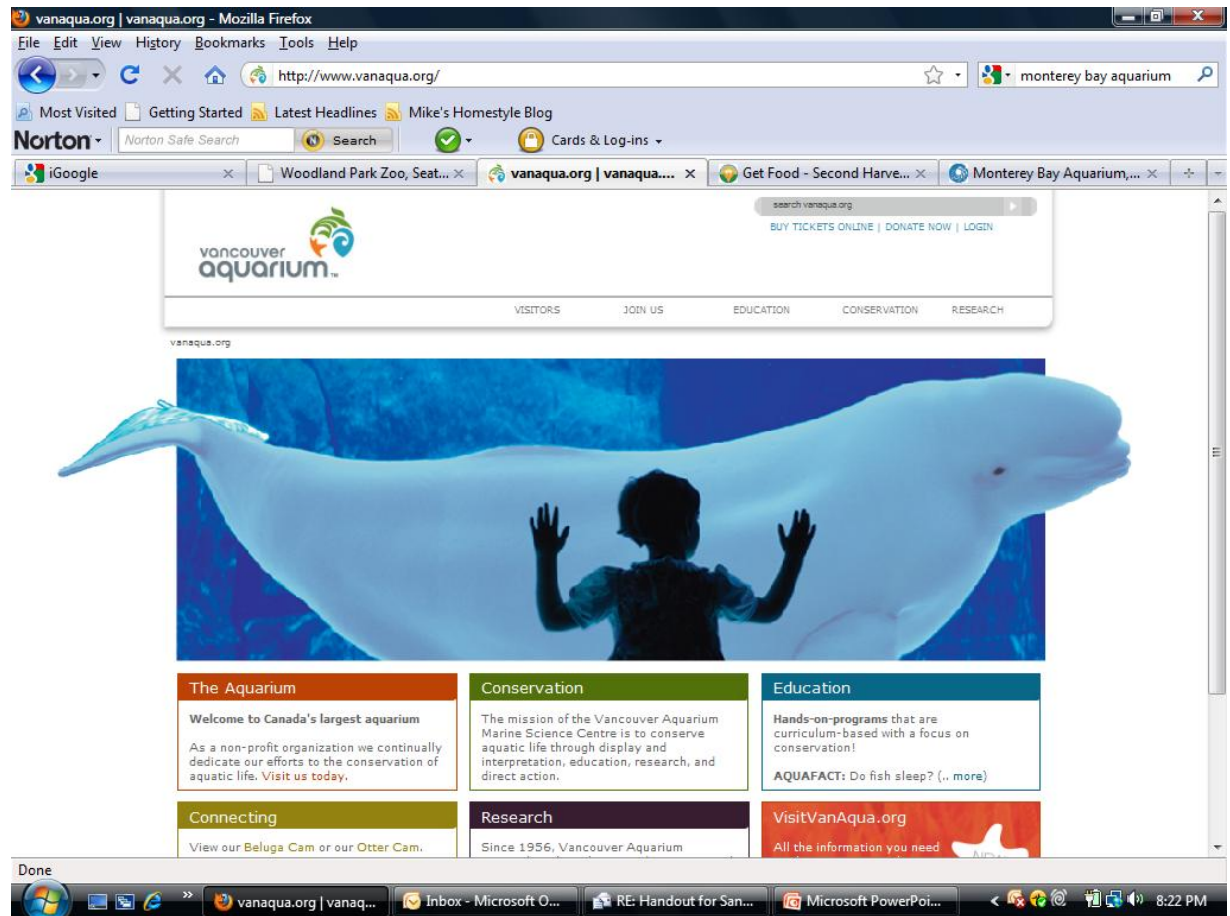 vanaqua.org | vanaqua.org - Mozilla Firefox
File Edit View History Bookmarks Tools Help
http://www.vanaqua.org/
monterey bay aquarium
Most Visited Getting Started Latest Headlines Mike's Homestyle Blog
Norton Norton Safe Search Search Cards & Log-ins
iGoogle Woodland Park Zoo, Seat... vanaqua.org | vanaqua.... Get Food - Second Harve... Monterey Bay Aquarium,...
search vanaqua.org
BUY TICKETS ONLINE | DONATE NOW | LOGIN
vancouver
aquarium™
VISITORS JOIN US EDUCATION CONSERVATION RESEARCH
vanaqua.org
The Aquarium
Welcome to Canada's largest aquarium
As a non-profit organization we continually
dedicate our efforts to the conservation of
aquatic life. Visit us today.
Conservation
The mission of the Vancouver Aquarium
Marine Science Centre is to conserve
aquatic life through display and
interpretation, education, research, and
direct action.
Education
Hands-on-programs that are
curriculum-based with a focus on
conservation!
AQUAFACT: Do fish sleep? (.. more)
Connecting
View our Beluga Cam or our Otter Cam.
Research
Since 1956, Vancouver Aquarium
VisitVanAqua.org
All the information you need
Done
vanaqua.org | vanaq... Inbox - Microsoft O... RE: Handout for San... Microsoft PowerPoi... 8:22 PM